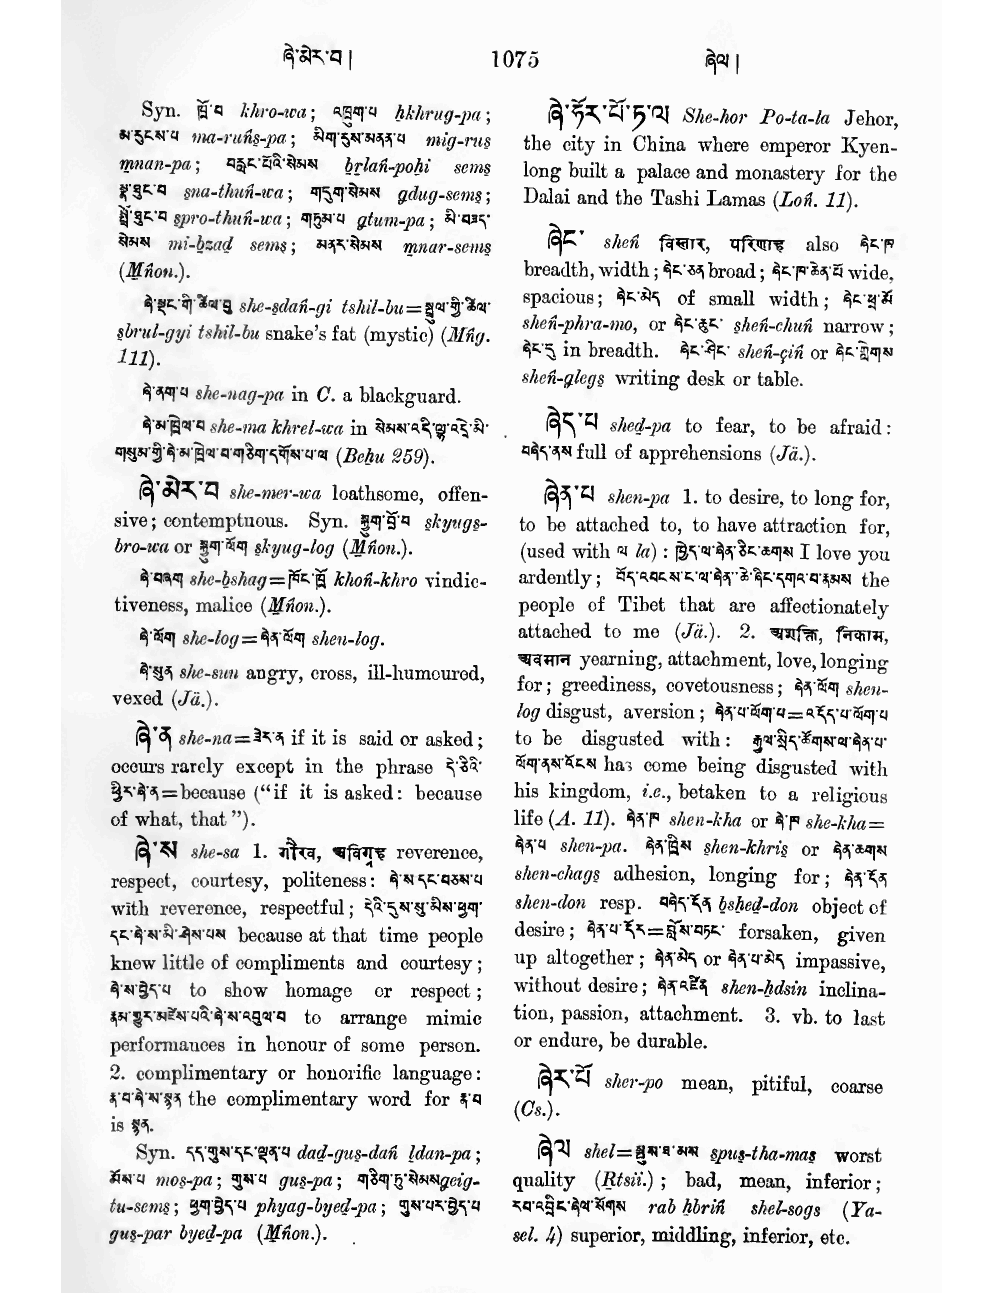 ཞེ་མེར་བ།
1075
ཞེལ།
Syn. ཁྲོ་བ khro-wa; འཁྲུག་པ ḥkhrug-pa;
མ་རུངས་པ ma-ruṅs-pa; མིག་རུས་མནན་པ mig-rus
mnan-pa; བརླང་པོའི་སེམས brlaṅ-poḥi sems
སྣ་ཐུང་བ sna-thuṅ-wa; གདུག་སེམས gdug-sems;
སྤྲོ་ཐུང་བ spro-thuṅ-wa; གཏུམ་པ gtum-pa; མི་བཟད་
སེམས mi-bzad sems; མནར་སེམས mnar-sems
(Mṅon.).
ཞེ་སྡང་གི་ཚིལ་བུ she-sdaṅ-gi tshil-bu=སྦྲུལ་གྱི་ཚིལ་
sbrul-gyi tshil-bu snake's fat (mystic) (Mṅg.
111).
ཞེ་ནག་པ she-nag-pa in C. a blackguard.
ཞེ་མ་ཁྲེལ་བ she-ma khrel-wa in སེམས་འདི་ལྟ་འདྲེ་མི་
གསུམ་གྱི་ཞེ་མ་ཁྲེལ་བ་གཅིག་དགོས་པ་ལ (Beḥu 259).
ཞེ་མེར་བ she-mer-wa loathsome, offen-
sive; contemptuous. Syn. སྐྱུག་བྲོ་བ skyugs-
bro-wa or སྐྱུག་ལོག skyug-log (Mṅon.).
ཞེ་བཞག she-bshag=ཁོང་ཁྲོ khoṅ-khro vindic-
tiveness, malice (Mṅon.).
ཞེ་ལོག she-log=ཞེན་ལོག shen-log.
ཞེ་སུན she-sun angry, cross, ill-humoured,
vexed (Jä.).
ཞེ་ན she-na=ཟེར་ན if it is said or asked;
occurs rarely except in the phrase དེ་ཅིའི་
ཕྱིར་ཞེ་ན=because ("if it is asked: because
of what, that").
ཞེ་ས she-sa 1. गौरव, reverence,
respect, courtesy, politeness: ཞེ་ས་དང་བཅས་པ
with reverence, respectful; དེའི་དུས་སུ་མིས་ཕྱག་
དང་ཞེ་ས་མི་ཤེས་པས because at that time people
knew little of compliments and courtesy;
ཞེ་ས་བྱེད་པ to show homage or respect;
རྣམ་གྱུར་མཛེས་པའི་ཞེ་ས་འབུལ་བ to arrange mimic
performances in honour of some person.
2. complimentary or honorific language:
རྣ་བ་ཞེ་ས་སྙན the complimentary word for རྣ་བ
is སྙན.
Syn. དད་གུས་དང་ལྡན་པ dad-gus-daṅ ldan-pa;
མོས་པ mos-pa; གུས་པ gus-pa; གཅིག་ཏུ་སེམས gcig-
tu-sems; ཕྱག་བྱེད་པ phyag-byed-pa; གུས་པར་བྱེད་པ
gus-par byed-pa (Mṅon.).
ཞེ་ཧོར་པོ་ཏ་ལ She-hor Po-ta-la Jehor,
the city in China where emperor Kyen-
long built a palace and monastery for the
Dalai and the Tashi Lamas (Loṅ. 11).
ཞེང་ sheṅ विस्तार, परिणाह also ཞེང་ཁ
breadth, width; ཞེང་ཅན broad; ཞེང་ཁ་ཆེན་པོ wide,
spacious; ཞེང་མེད of small width; ཞེང་ཕྲ་མོ
sheṅ-phra-mo, or ཞེང་ཆུང་ sheṅ-chuṅ narrow;
ཞེང་དུ in breadth. ཞེང་ཤིང་ sheṅ-çiṅ or ཞེང་གླེགས
sheṅ-glegs writing desk or table.
ཞེད་པ shed-pa to fear, to be afraid:
བཞེད་ནས full of apprehensions (Jä.).
ཞེན་པ shen-pa 1. to desire, to long for,
to be attached to, to have attraction for,
(used with ལ la): ཁྱེད་ལ་ཞེན་ཅིང་ཆགས I love you
ardently; བོད་འབངས་ང་ལ་ཞེན་ཆེ་ཞིང་དགའ་བ་རྣམས the
people of Tibet that are affectionately
attached to me (Jä.). 2. अशक्ति, निकाम,
अवमान yearning, attachment, love, longing
for; greediness, covetousness; ཞེན་ལོག shen-
log disgust, aversion; ཞེན་པ་ལོག་པ=འདོད་པ་ལོག་པ
to be disgusted with: རྒྱལ་སྲིད་ཚོགས་ལ་ཞེན་པ་
ལོག་ནས་འོངས has come being disgusted with
his kingdom, i.e., betaken to a religious
life (A. 11). ཞེན་ཁ shen-kha or ཞེ་ཁ she-kha=
ཞེན་པ shen-pa. ཞེན་ཁྲིས shen-khris or ཞེན་ཆགས
shen-chags adhesion, longing for; ཞེན་དོན
shen-don resp. བཞེད་དོན bshed-don object of
desire; ཞེན་པ་དོར=བློས་བཏང་ forsaken, given
up altogether; ཞེན་མེད or ཞེན་པ་མེད impassive,
without desire; ཞེན་འཛིན shen-ḥdsin inclina-
tion, passion, attachment. 3. vb. to last
or endure, be durable.
ཞེར་པོ sher-po mean, pitiful, coarse
(Cs.).
ཞེལ shel=སྤུས་ཐ་མས spus-tha-mas worst
quality (Rtsii.); bad, mean, inferior;
རབ་འབྲིང་ཞེལ་སོགས rab ḥbriṅ shel-sogs (Ya-
sel. 4) superior, middling, inferior, etc.